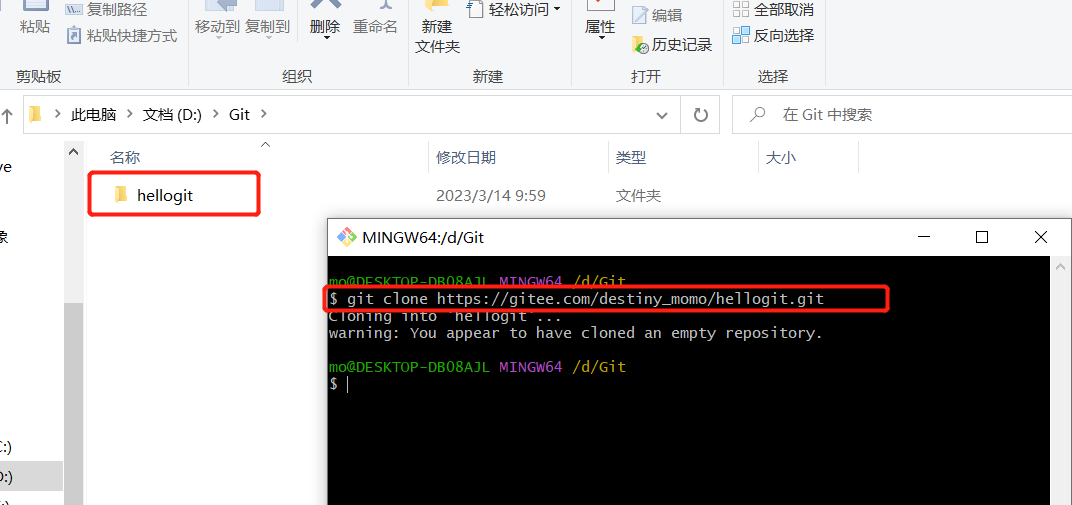 复制路径
轻松访问
编辑
全部取消
粘贴
粘贴快捷方式
移动到 复制到 删除 重命名
新建
文件夹
属性
历史记录
反向选择
剪贴板
组织
新建
打开
选择
此电脑 > 文档 (D:) > Git >
在 Git 中搜索
名称 修改日期 类型 大小
hellogit 2023/3/14 9:59 文件夹
ve
象
C:)
D:)
MINGW64:/d/Git
mo@DESKTOP-DB08AJL MINGW64 /d/Git
$ git clone https://gitee.com/destiny_momo/hellogit.git
Cloning into 'hellogit'...
warning: You appear to have cloned an empty repository.
mo@DESKTOP-DB08AJL MINGW64 /d/Git
$